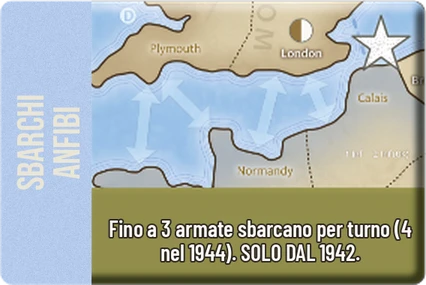 SBARCHI
ANFIBI
D
Plymouth
London
Calais
Normandy
Fino a 3 armate sbarcano per turno (4
nel 1944). SOLO DAL 1942.